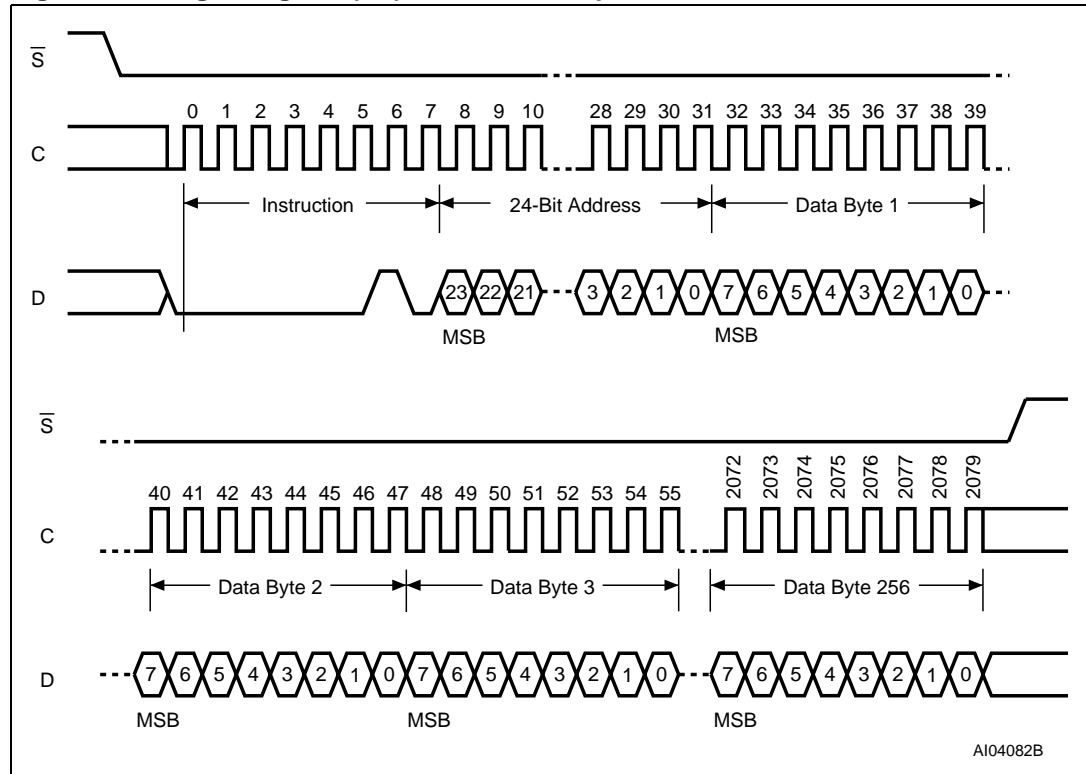 S
0 1 2 3 4 5 6 7 8 9 10 28 29 30 31 32 33 34 35 36 37 38 39
C
Instruction 24-Bit Address Data Byte 1
D
23 22 21 3 2 1 0 7 6 5 4 3 2 1 0
MSB MSB
S
40 41 42 43 44 45 46 47 48 49 50 51 52 53 54 55 2072 2073 2074 2075 2076 2077 2078 2079
C
Data Byte 2 Data Byte 3 Data Byte 256
D
7 6 5 4 3 2 1 0 7 6 5 4 3 2 1 0 7 6 5 4 3 2 1 0
MSB MSB MSB
AI04082B